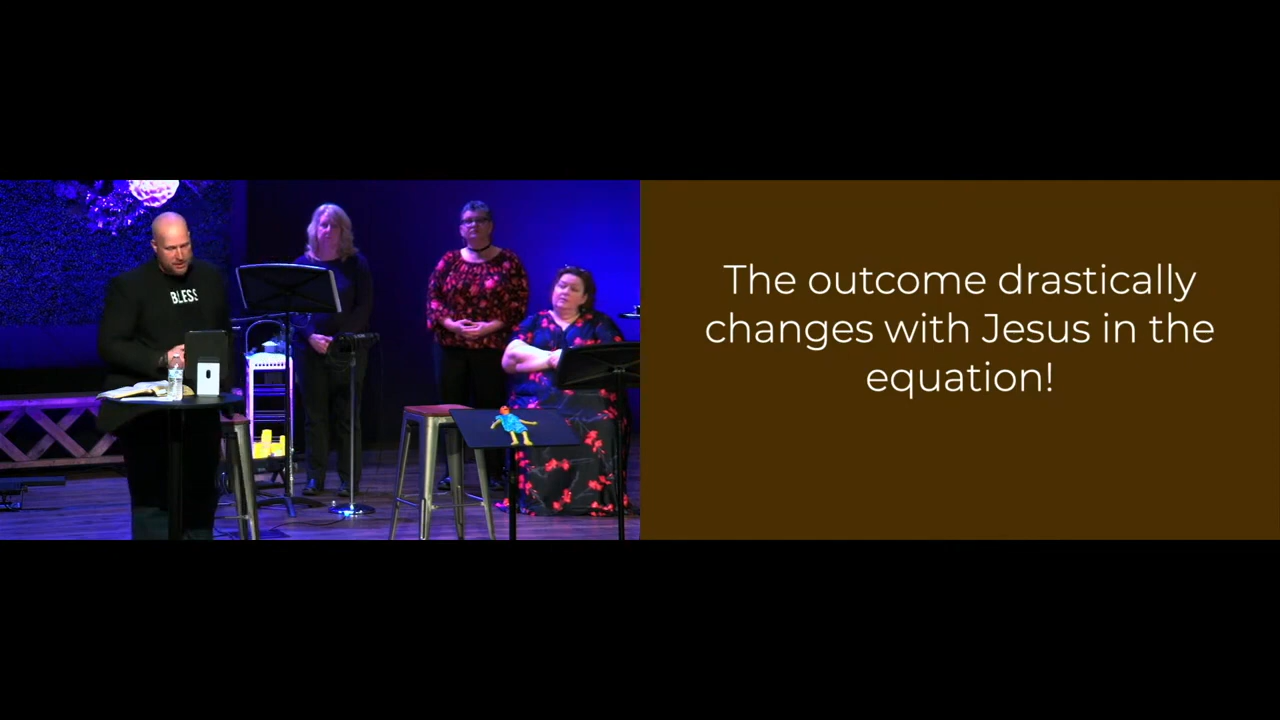 BLESS
The outcome drastically
changes with Jesus in the
equation!